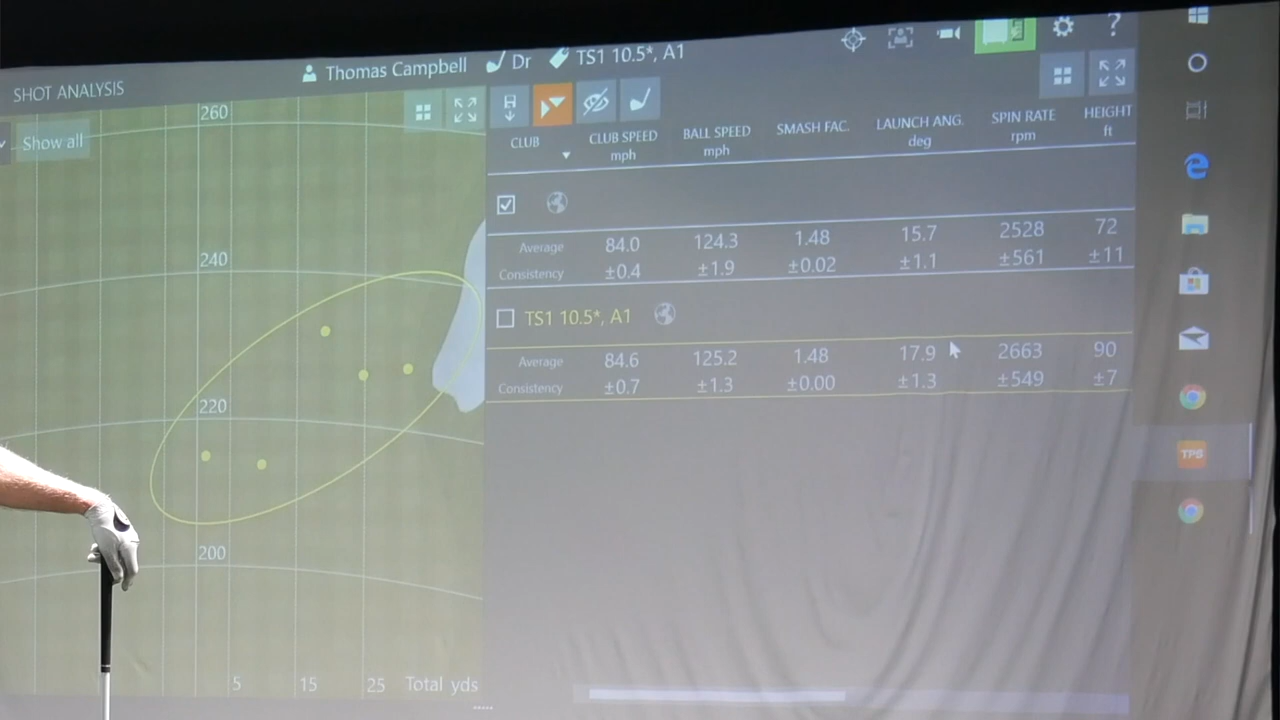 SHOT ANALYSIS
Thomas Campbell
Dr
TS1 10.5*, A1
?
Show all
260
240
220
200
5
15
25
Total yds
CLUB
CLUB SPEED
mph
BALL SPEED
mph
SMASH FAC.
LAUNCH ANG.
deg
SPIN RATE
rpm
HEIGHT
ft
Average 84.0 124.3 1.48 15.7 2528 72
Consistency ±0.4 ±1.9 ±0.02 ±1.1 ±561 ±11
TS1 10.5*, A1
Average 84.6 125.2 1.48 17.9 2663 90
Consistency ±0.7 ±1.3 ±0.00 ±1.3 ±549 ±7
TPS